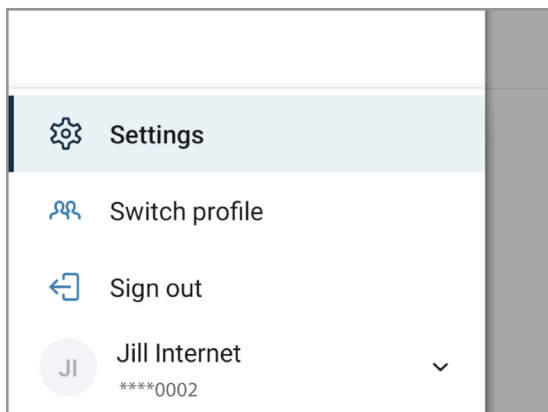 Settings
Switch profile
Sign out
JI
Jill Internet
****0002